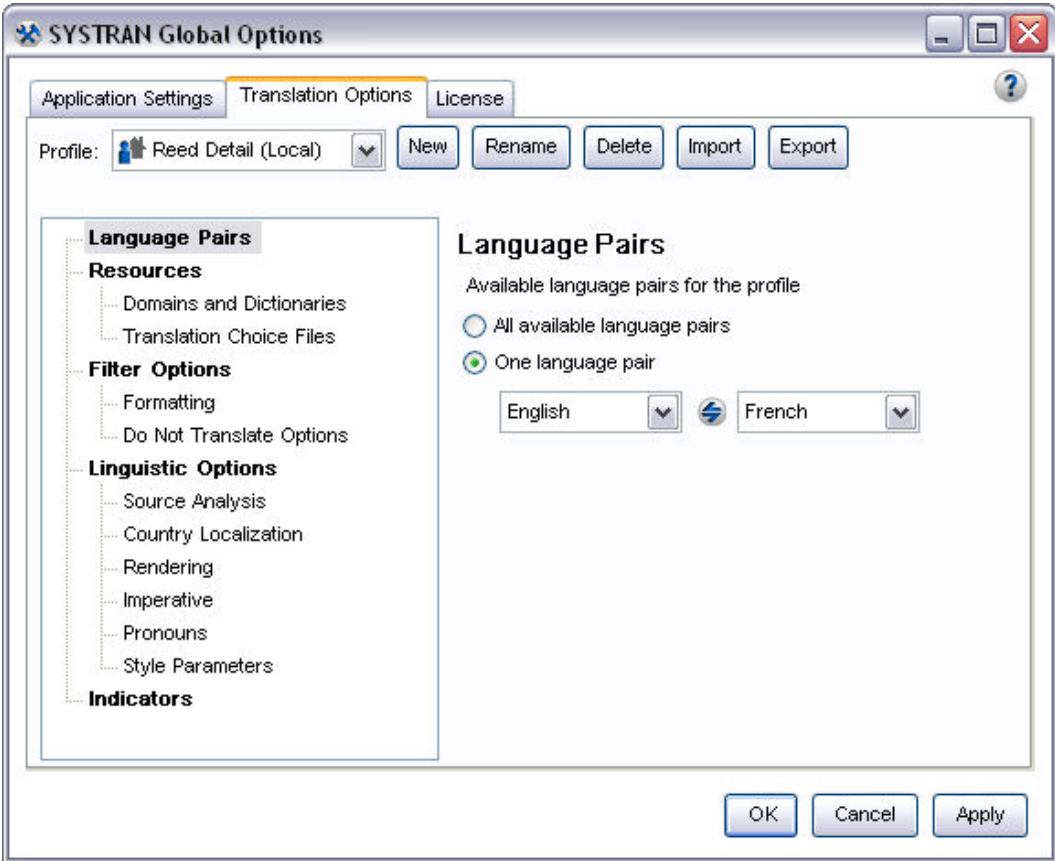 SYSTRAN Global Options
Application Settings Translation Options License
Profile: Reed Detail (Local) New Rename Delete Import Export
Language Pairs
Resources
Domains and Dictionaries
Translation Choice Files
Filter Options
Formatting
Do Not Translate Options
Linguistic Options
Source Analysis
Country Localization
Rendering
Imperative
Pronouns
Style Parameters
Indicators
Language Pairs
Available language pairs for the profile
All available language pairs
One language pair
English French
OK Cancel Apply